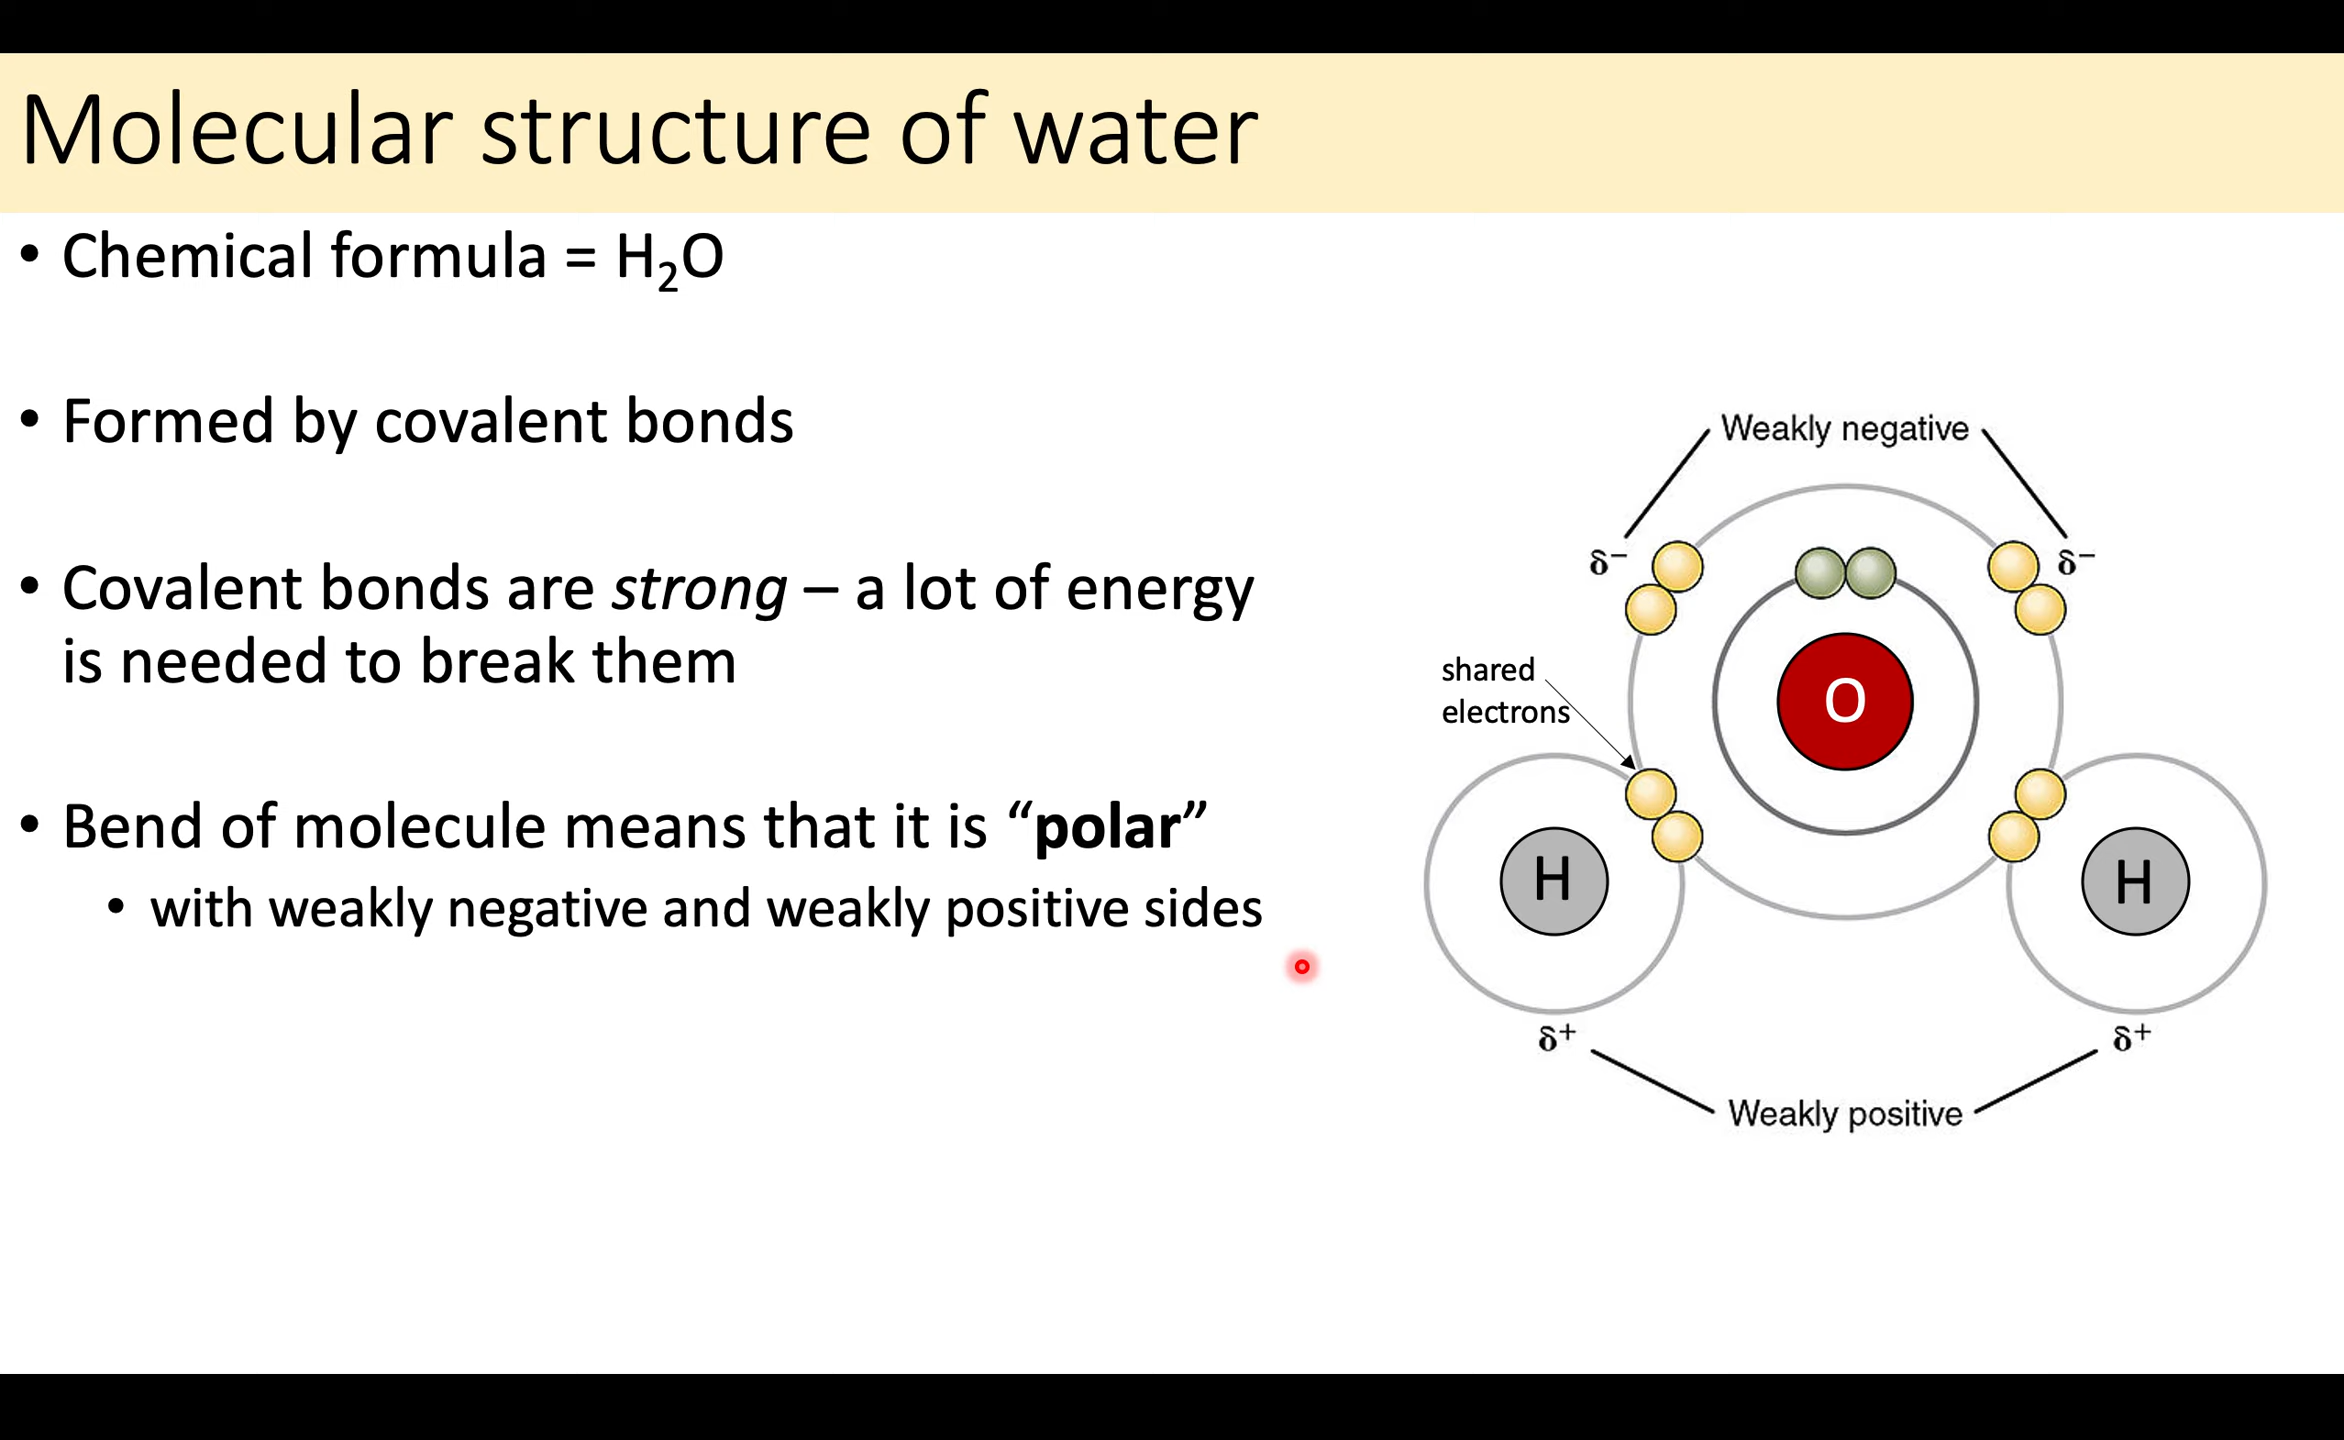 Molecular structure of water
• Chemical formula = H₂O
• Formed by covalent bonds
• Covalent bonds are strong – a lot of energy
is needed to break them
• Bend of molecule means that it is “polar”
• with weakly negative and weakly positive sides
Weakly negative
δ⁻
δ⁻
shared
electrons
O
H
H
δ⁺
δ⁺
Weakly positive